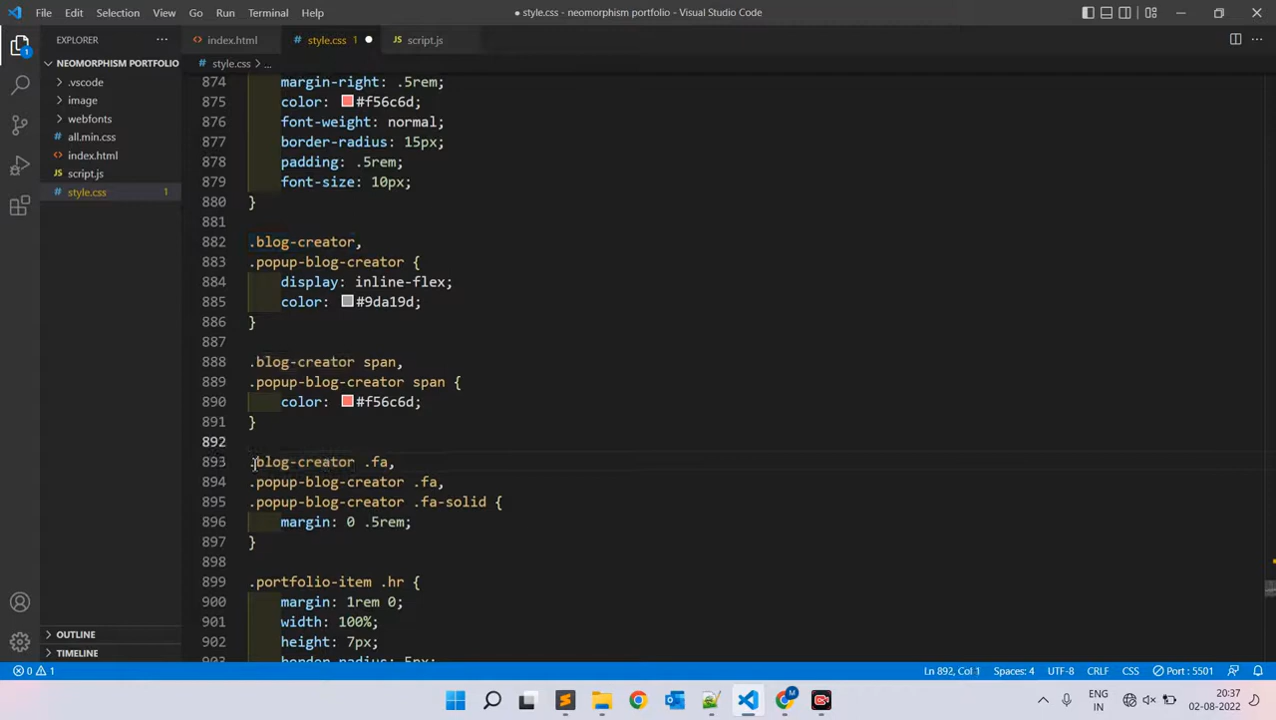 File Edit Selection View Go Run Terminal Help
● style.css - neomorphism portfolio - Visual Studio Code
EXPLORER ...
index.html
style.css 1 ●
script.js
NEOMORPHISM PORTFOLIO
style.css > ...
.vscode
image
webfonts
all.min.css
index.html
script.js
style.css 1
874 margin-right: .5rem;
875 color: #f56c6d;
876 font-weight: normal;
877 border-radius: 15px;
878 padding: .5rem;
879 font-size: 10px;
880 }
881
882 .blog-creator,
883 .popup-blog-creator {
884 display: inline-flex;
885 color: #9da19d;
886 }
887
888 .blog-creator span,
889 .popup-blog-creator span {
890 color: #f56c6d;
891 }
892
893 .blog-creator .fa,
894 .popup-blog-creator .fa,
895 .popup-blog-creator .fa-solid {
896 margin: 0 .5rem;
897 }
898
899 .portfolio-item .hr {
900 margin: 1rem 0;
901 width: 100%;
902 height: 7px;
903 border-radius: 5px;
OUTLINE
TIMELINE
0 1 Ln 892, Col 1 Spaces: 4 UTF-8 CRLF CSS Port : 5501
ENG
IN
20:37
02-08-2022